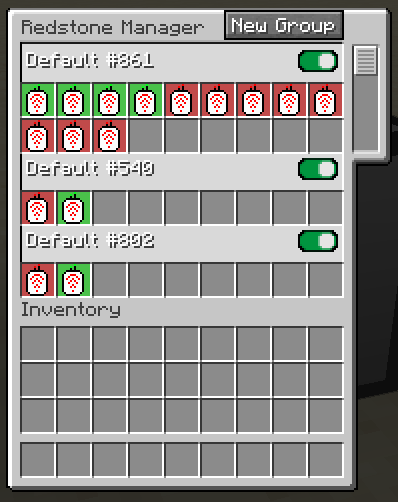 Redstone Manager
New Group
Default #861
Default #549
Default #892
Inventory